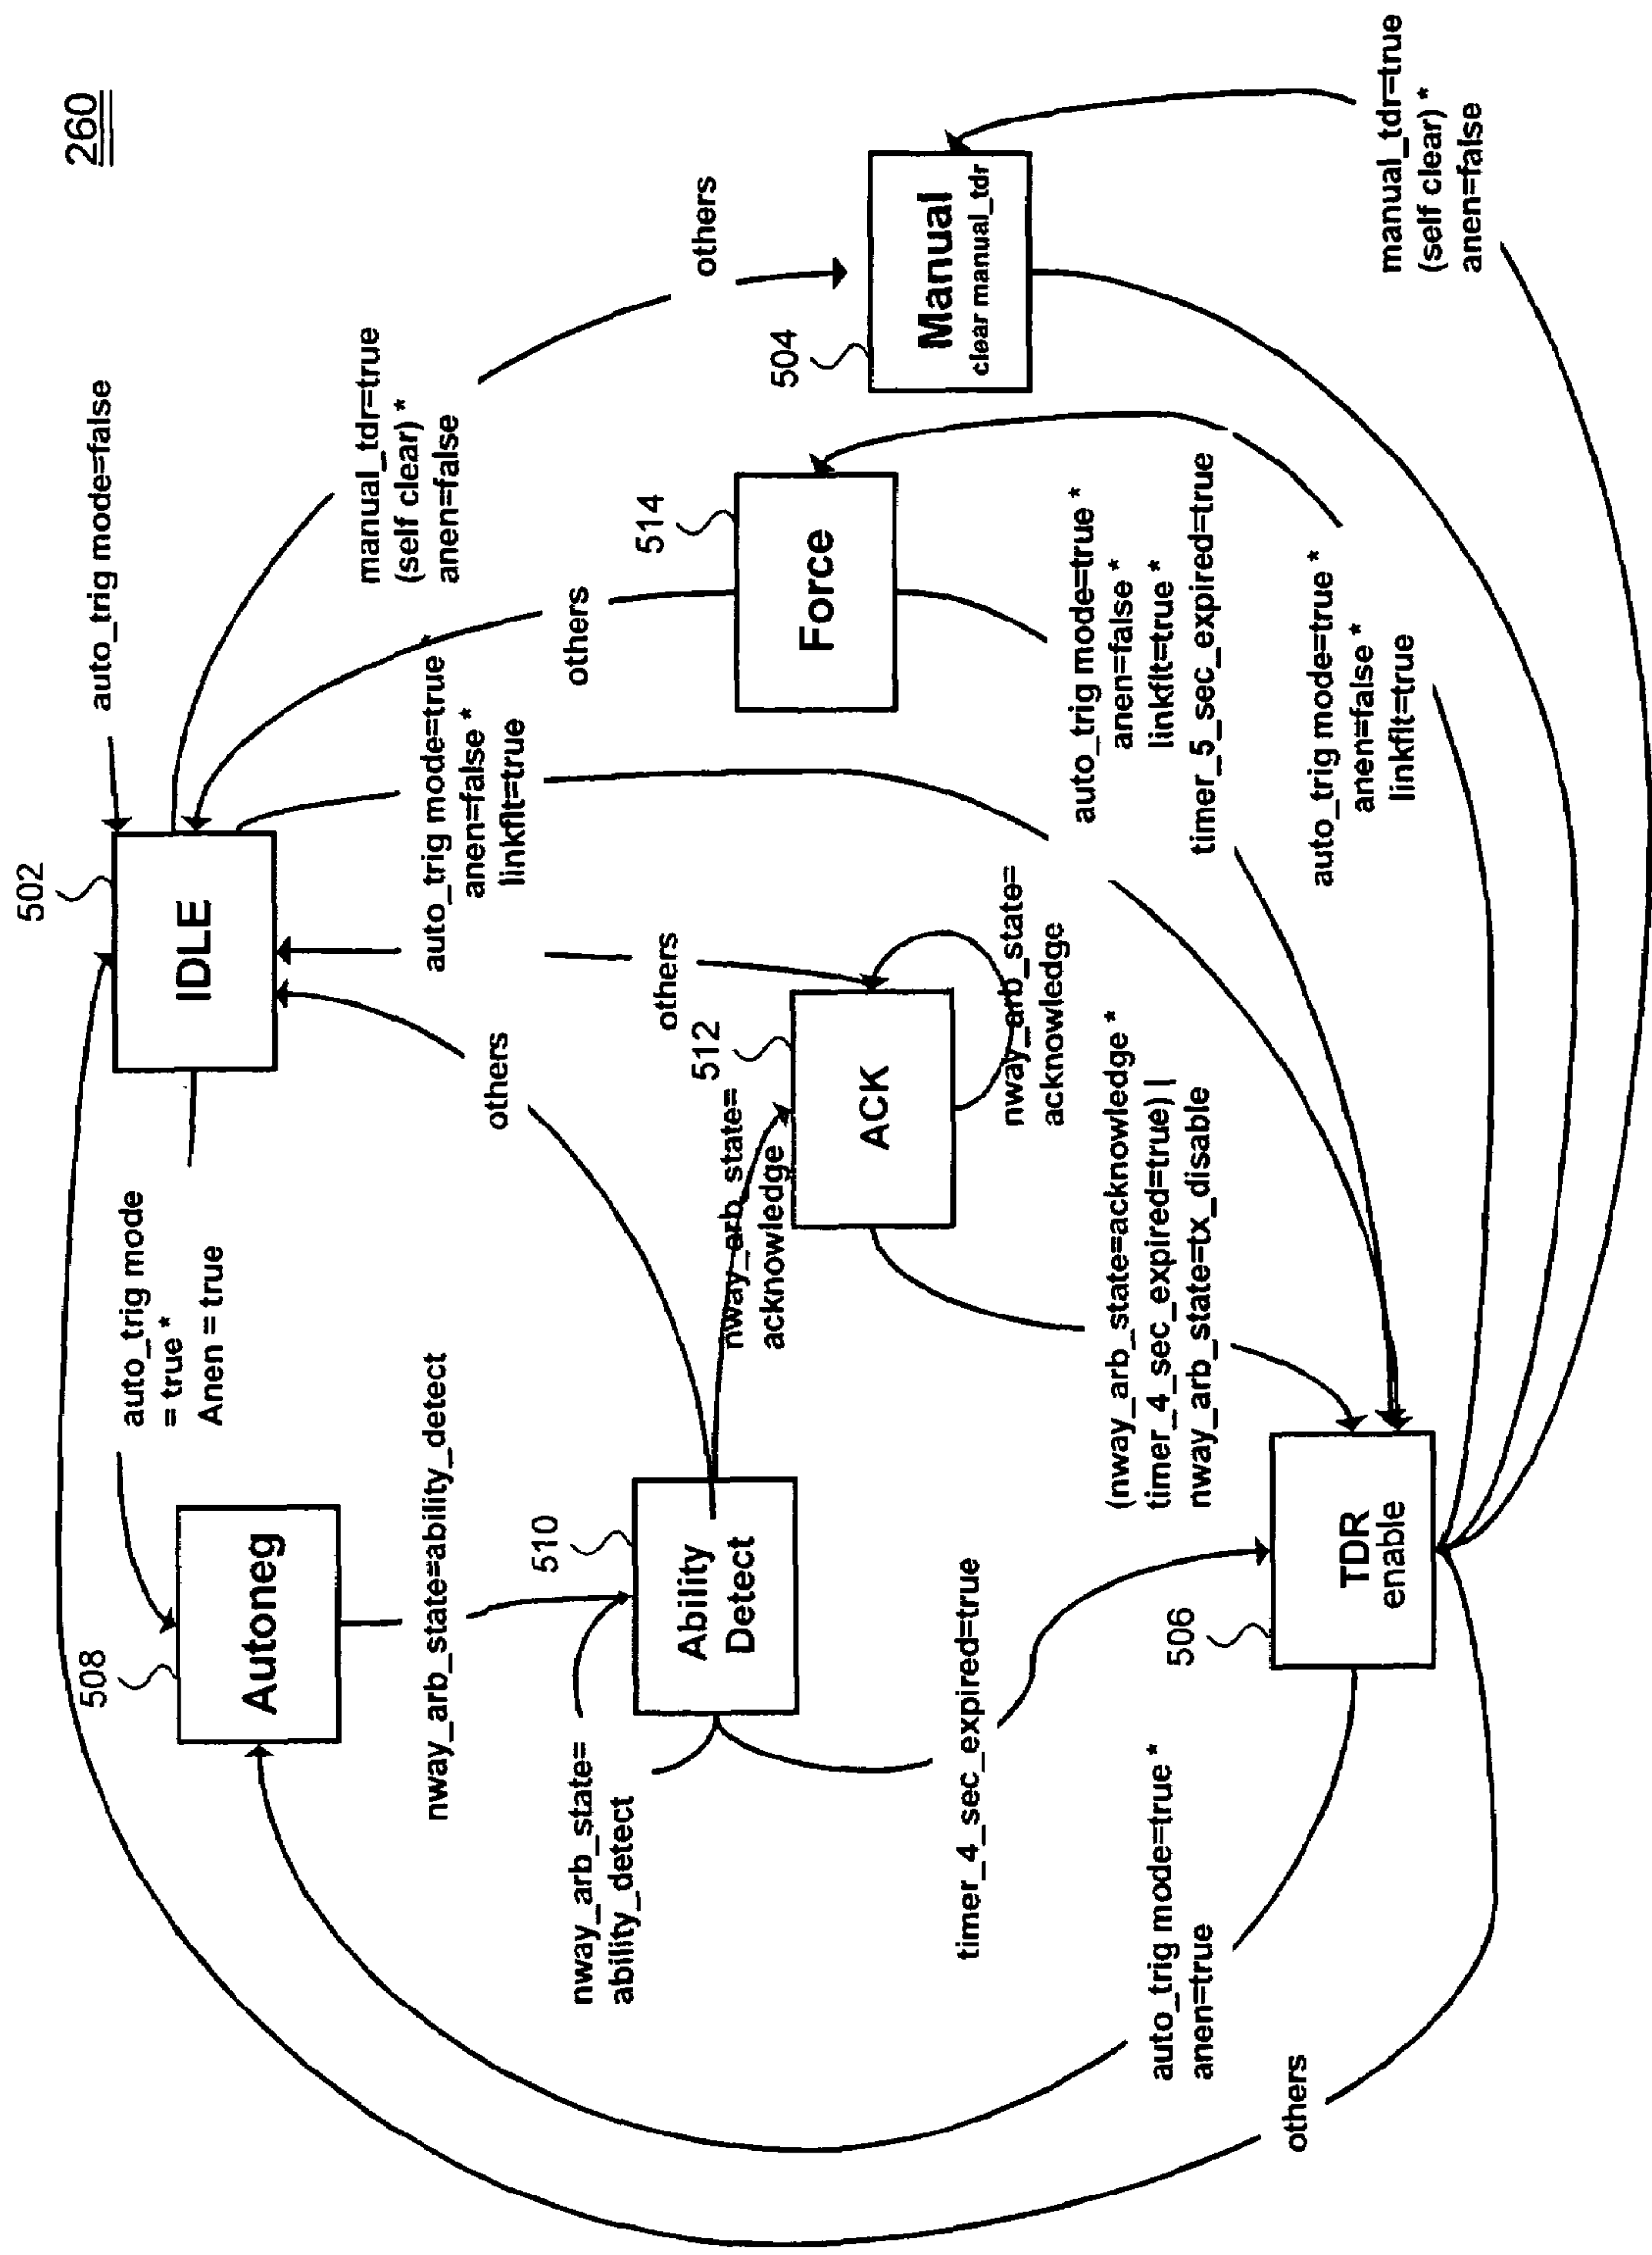 260
502
auto_trig mode=false
IDLE
auto_trig mode
= true *
Anen = true
508
Autoneg
manual_tdr=true
(self clear) *
anen=false
auto_trig mode=true *
anen=false *
linkflt=true
nway_arb_state=ability_detect
others
others
others
others
510
Ability
Detect
nway_arb_state=
ability_detect
nway_arb_state=
acknowledge
512
ACK
nway_arb_state=
acknowledge
514
Force
504
Manual
clear manual_tdr
timer_4_sec_expired=true
(nway_arb_state=acknowledge *
timer_4_sec_expired=true) |
nway_arb_state=tx_disable
auto_trig mode=true *
anen=false *
linkflt=true *
timer_5_sec_expired=true
auto_trig mode=true *
anen=false *
linkflt=true
manual_tdr=true
(self clear) *
anen=false
506
TDR
enable
auto_trig mode=true *
anen=true
others